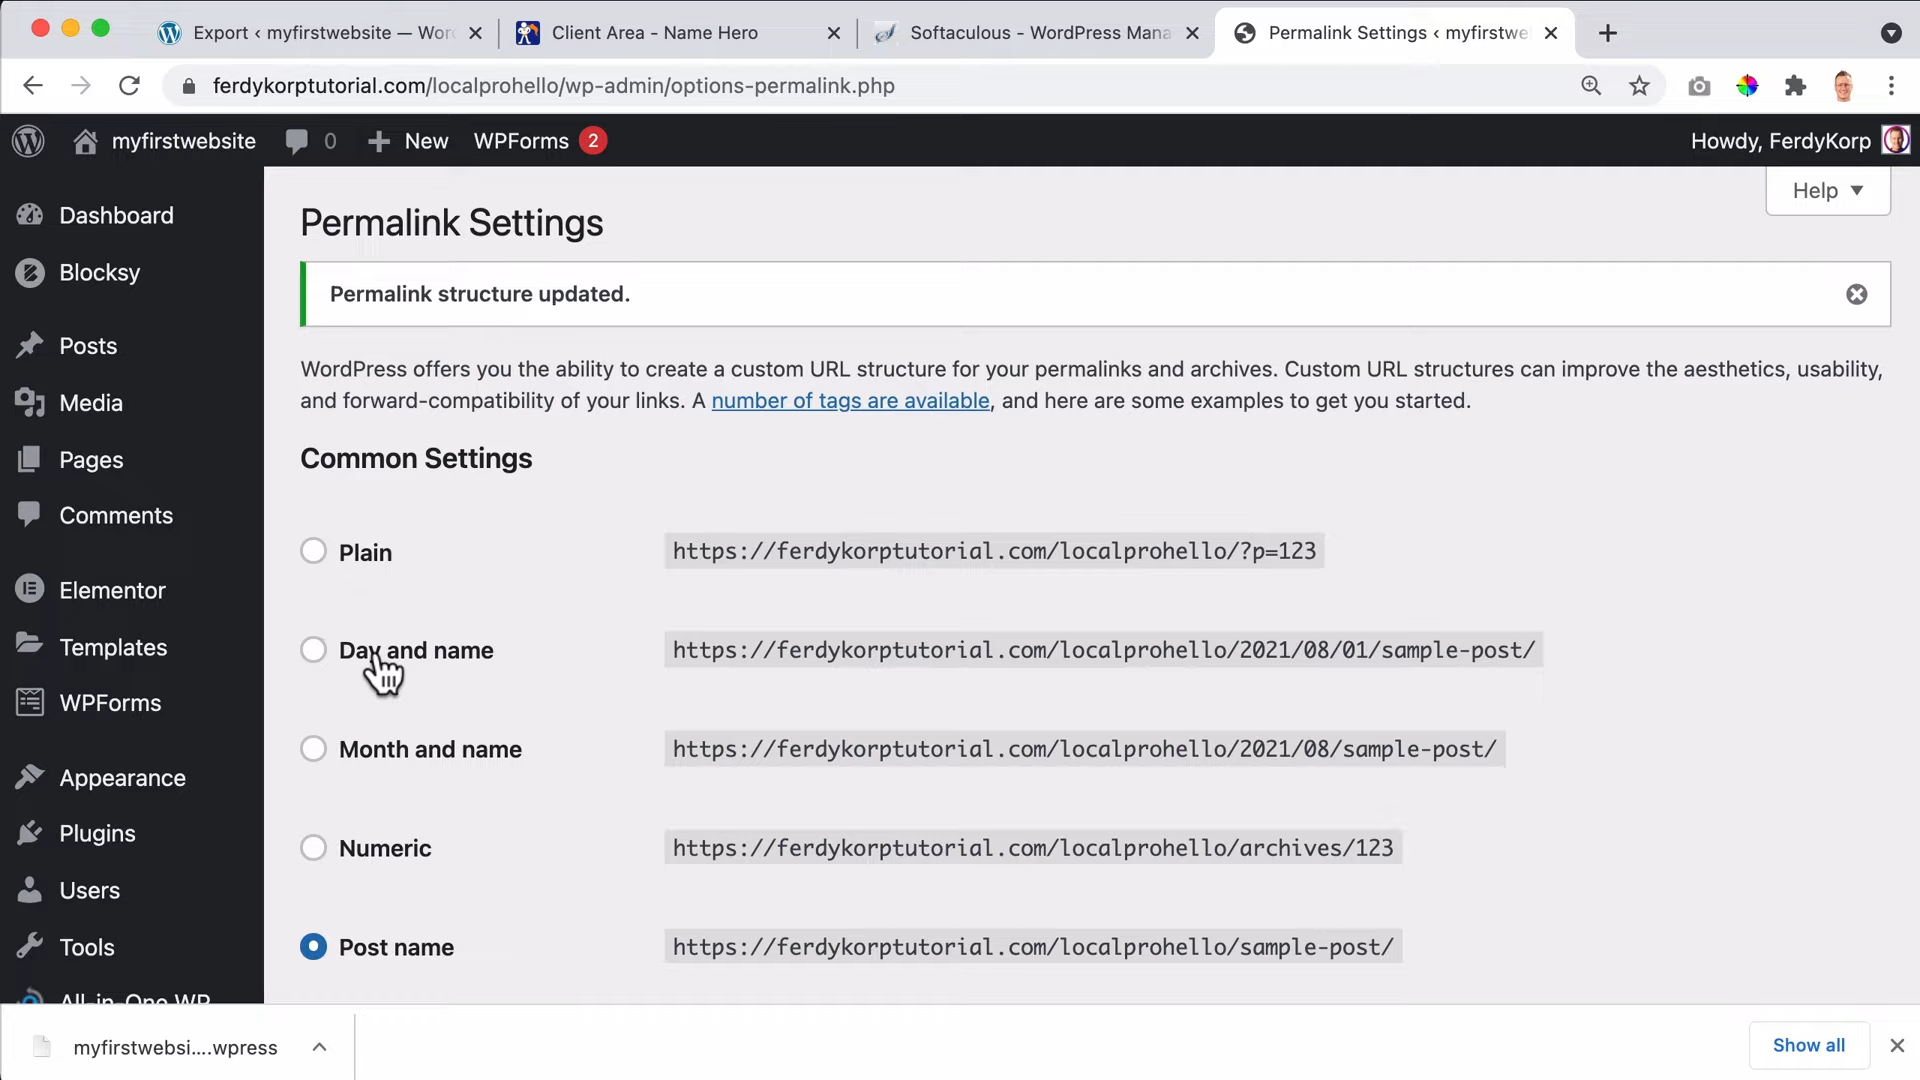 Export ‹ myfirstwebsite — Wor
Client Area - Name Hero
Softaculous - WordPress Mana
Permalink Settings ‹ myfirstwe
ferdykorptutorial.com/localprohello/wp-admin/options-permalink.php
myfirstwebsite
0
New
WPForms
2
Howdy, FerdyKorp
Help
Dashboard
Blocksy
Posts
Media
Pages
Comments
Elementor
Templates
WPForms
Appearance
Plugins
Users
Tools
All-in-One WP
Permalink Settings
Permalink structure updated.
WordPress offers you the ability to create a custom URL structure for your permalinks and archives. Custom URL structures can improve the aesthetics, usability,
and forward-compatibility of your links. A number of tags are available, and here are some examples to get you started.
Common Settings
Plain https://ferdykorptutorial.com/localprohello/?p=123
Day and name https://ferdykorptutorial.com/localprohello/2021/08/01/sample-post/
Month and name https://ferdykorptutorial.com/localprohello/2021/08/sample-post/
Numeric https://ferdykorptutorial.com/localprohello/archives/123
Post name https://ferdykorptutorial.com/localprohello/sample-post/
myfirstwebsi....wpress
Show all